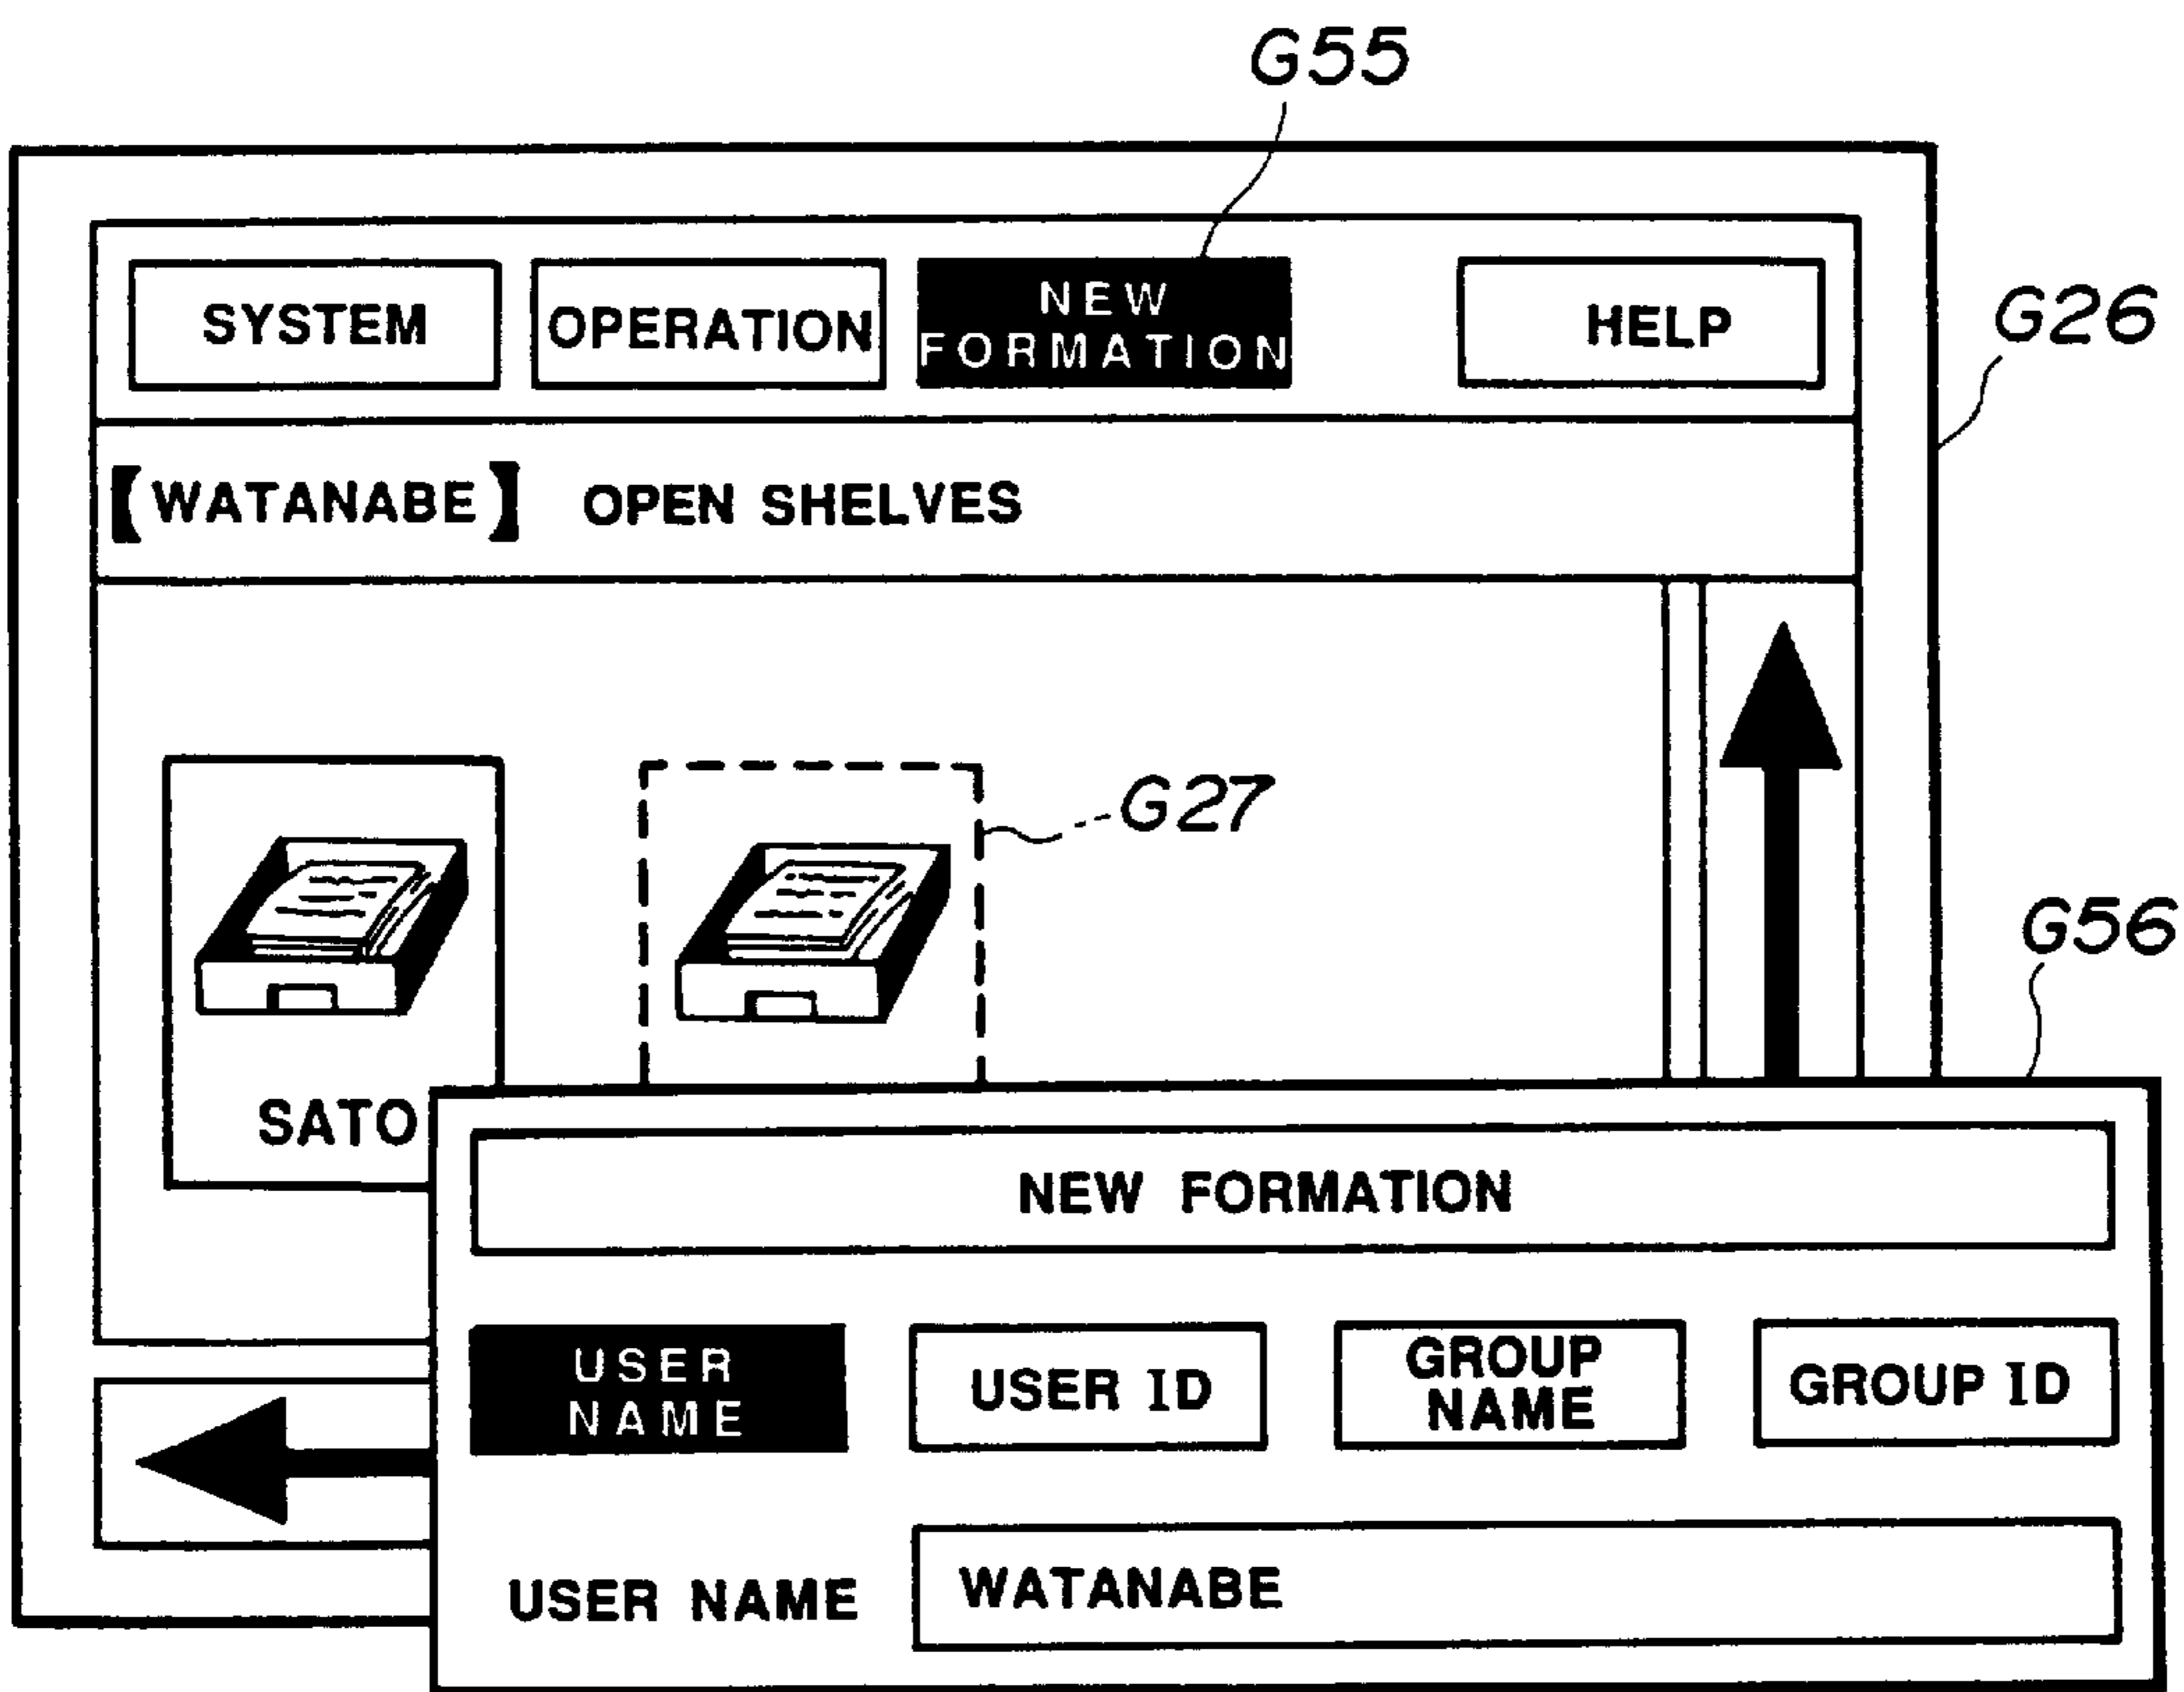 G55
SYSTEM
OPERATION
NEW
FORMATION
HELP
G26
【WATANABE】 OPEN SHELVES
G27
G56
SATO
NEW FORMATION
USER
NAME
USER ID
GROUP
NAME
GROUP ID
USER NAME
WATANABE